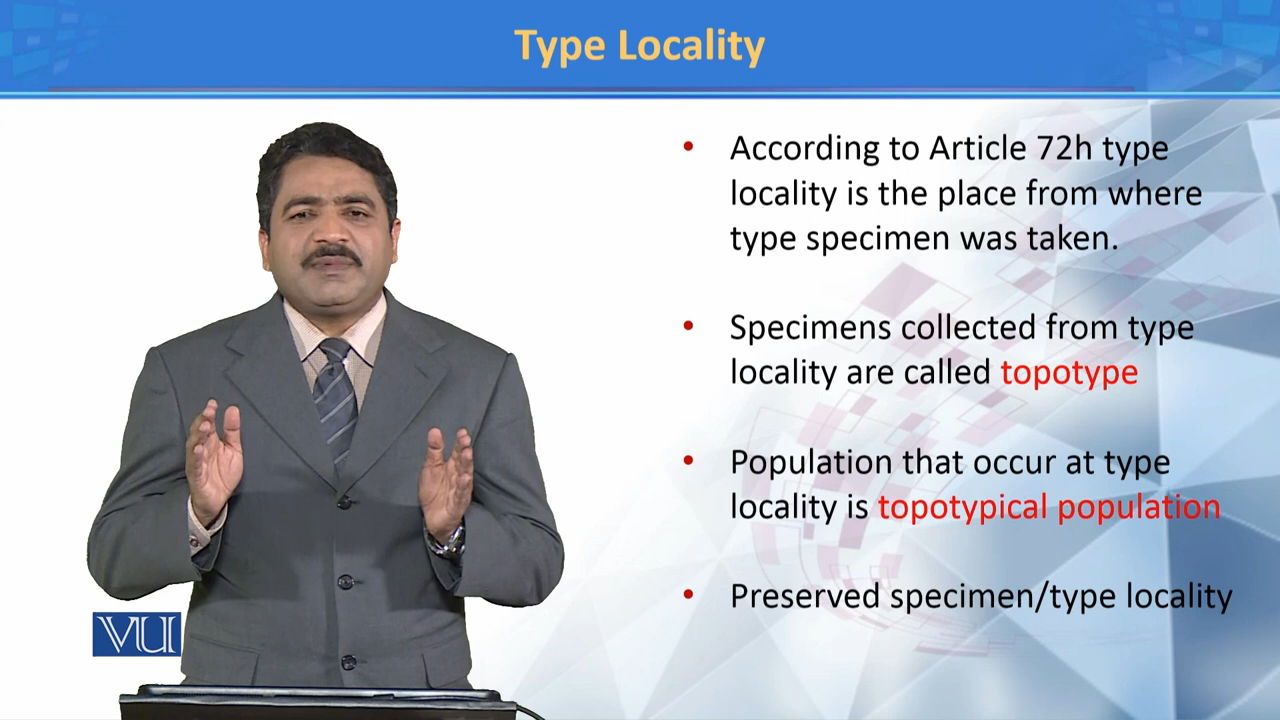 Type Locality
• According to Article 72h type
locality is the place from where
type specimen was taken.
• Specimens collected from type
locality are called topotype
• Population that occur at type
locality is topotypical population
• Preserved specimen/type locality
VU